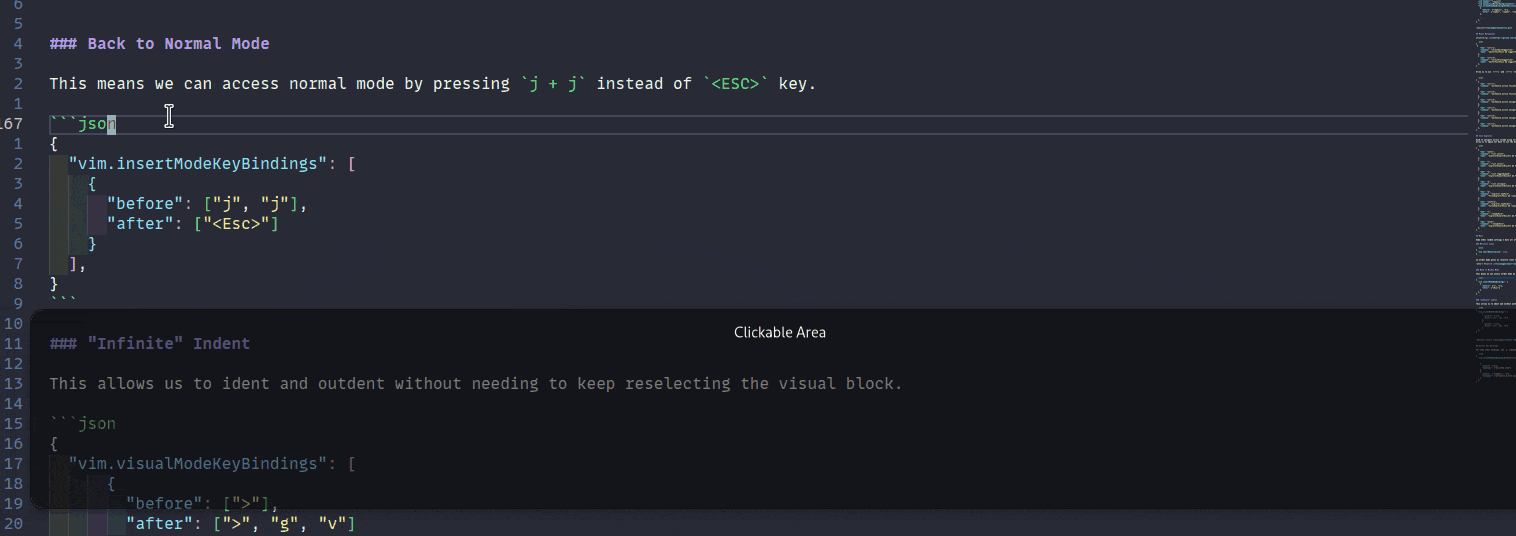 6
5
4 ### Back to Normal Mode
3
2 This means we can access normal mode by pressing `j + j` instead of `<ESC>` key.
1
167 ```json
1 {
2 "vim.insertModeKeyBindings": [
3 {
4 "before": ["j", "j"],
5 "after": ["<Esc>"]
6 }
7 ],
8 }
9 ```
10
Clickable Area
11 ### "Infinite" Indent
12
13 This allows us to ident and outdent without needing to keep reselecting the visual block.
14
15 ```json
16 {
17 "vim.visualModeKeyBindings": [
18 {
19 "before": [">"],
20 "after": [">", "g", "v"]